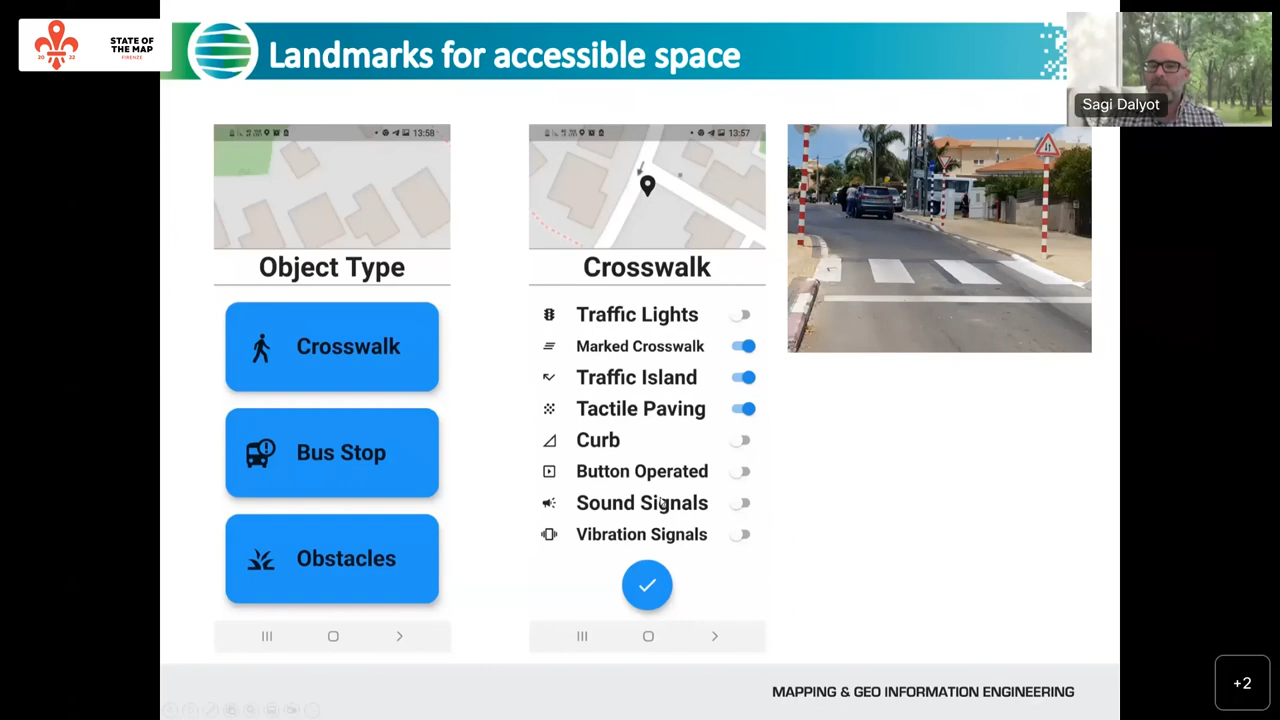 STATE OF
THE MAP
20 22
FIRENZE
Landmarks for accessible space
Sagi Dalyot
13:58
Object Type
Crosswalk
Bus Stop
Obstacles
13:57
Crosswalk
Traffic Lights
Marked Crosswalk
Traffic Island
Tactile Paving
Curb
Button Operated
Sound Signals
Vibration Signals
MAPPING & GEO INFORMATION ENGINEERING
+2